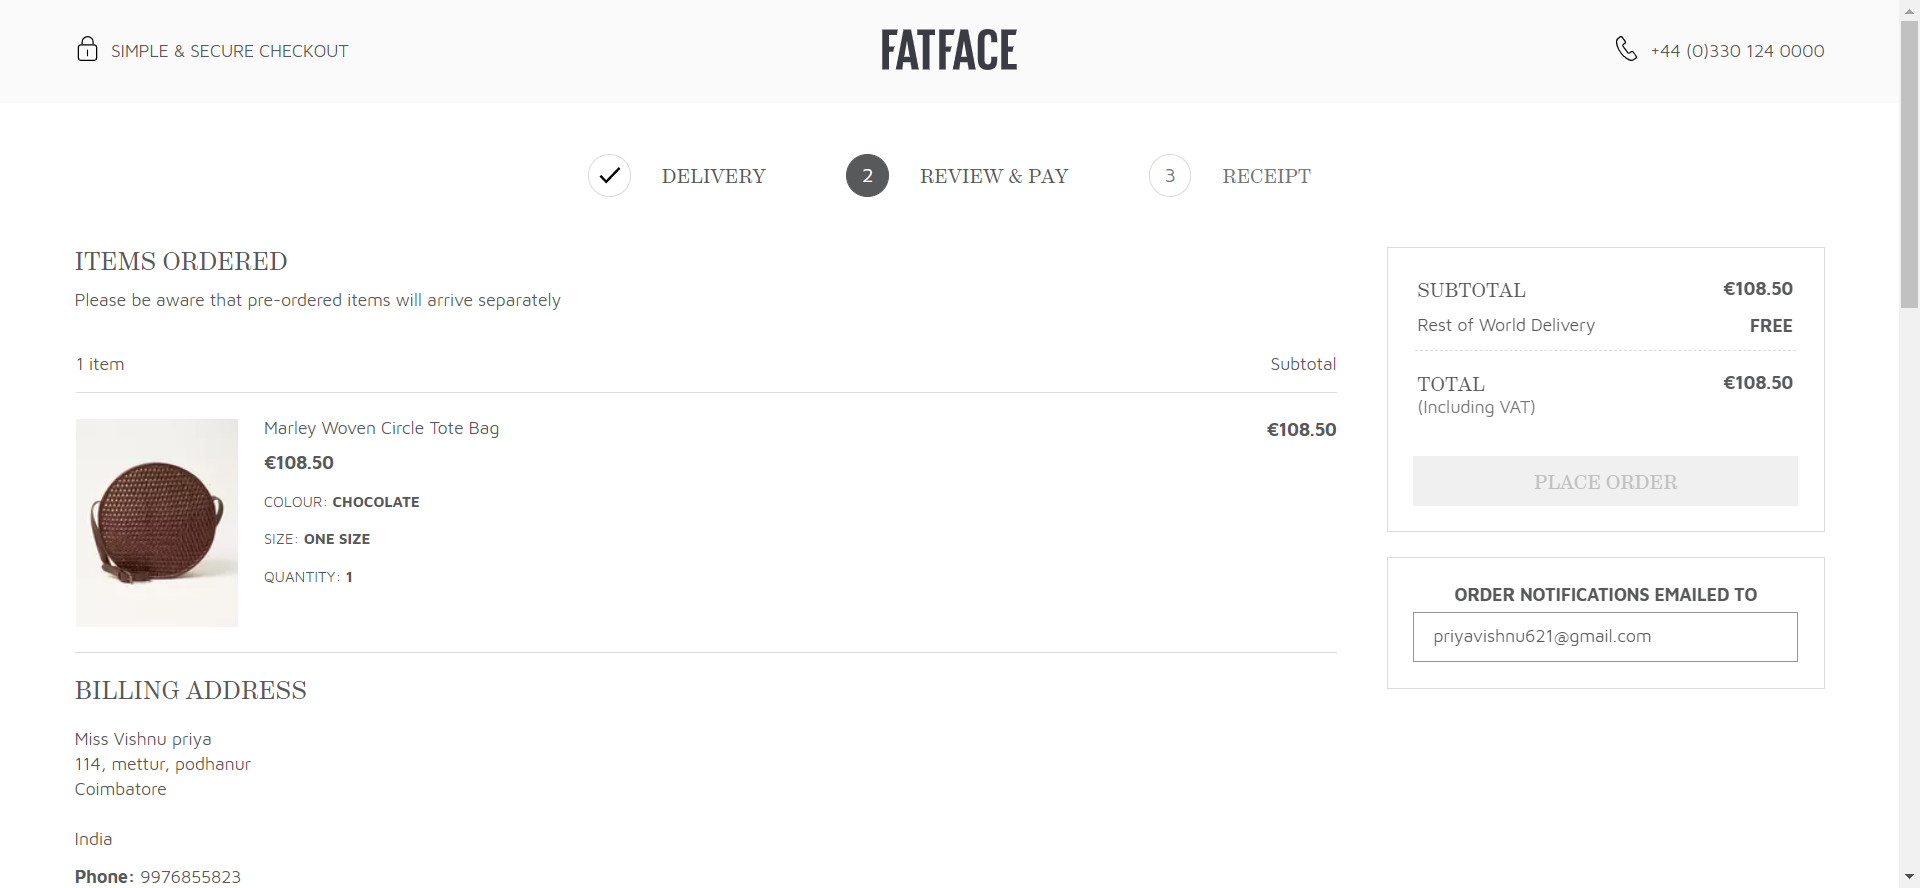 SIMPLE & SECURE CHECKOUT
FATFACE
+44 (0)330 124 0000
DELIVERY
2
REVIEW & PAY
3
RECEIPT
ITEMS ORDERED
Please be aware that pre-ordered items will arrive separately
1 item
Subtotal
Marley Woven Circle Tote Bag
€108.50
€108.50
COLOUR: CHOCOLATE
SIZE: ONE SIZE
QUANTITY: 1
BILLING ADDRESS
Miss Vishnu priya
114, mettur, podhanur
Coimbatore
India
Phone: 9976855823
SUBTOTAL
€108.50
Rest of World Delivery
FREE
TOTAL
€108.50
(Including VAT)
PLACE ORDER
ORDER NOTIFICATIONS EMAILED TO
priyavishnu621@gmail.com